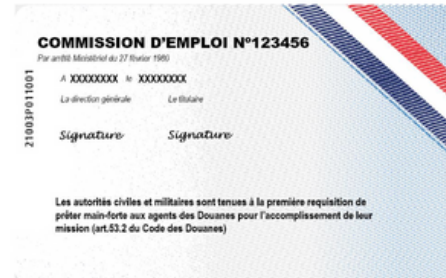 COMMISSION D'EMPLOI Nº123456
Par arrêté Ministériel du 27 février 1980
A XXXXXXXX le XXXXXXXX
La direction générale Le titulaire
Signature Signature
21003P011001
Les autorités civiles et militaires sont tenues à la première requisition de
prêter main-forte aux agents des Douanes pour l'accomplissement de leur
mission (art.53.2 du Code des Douanes)